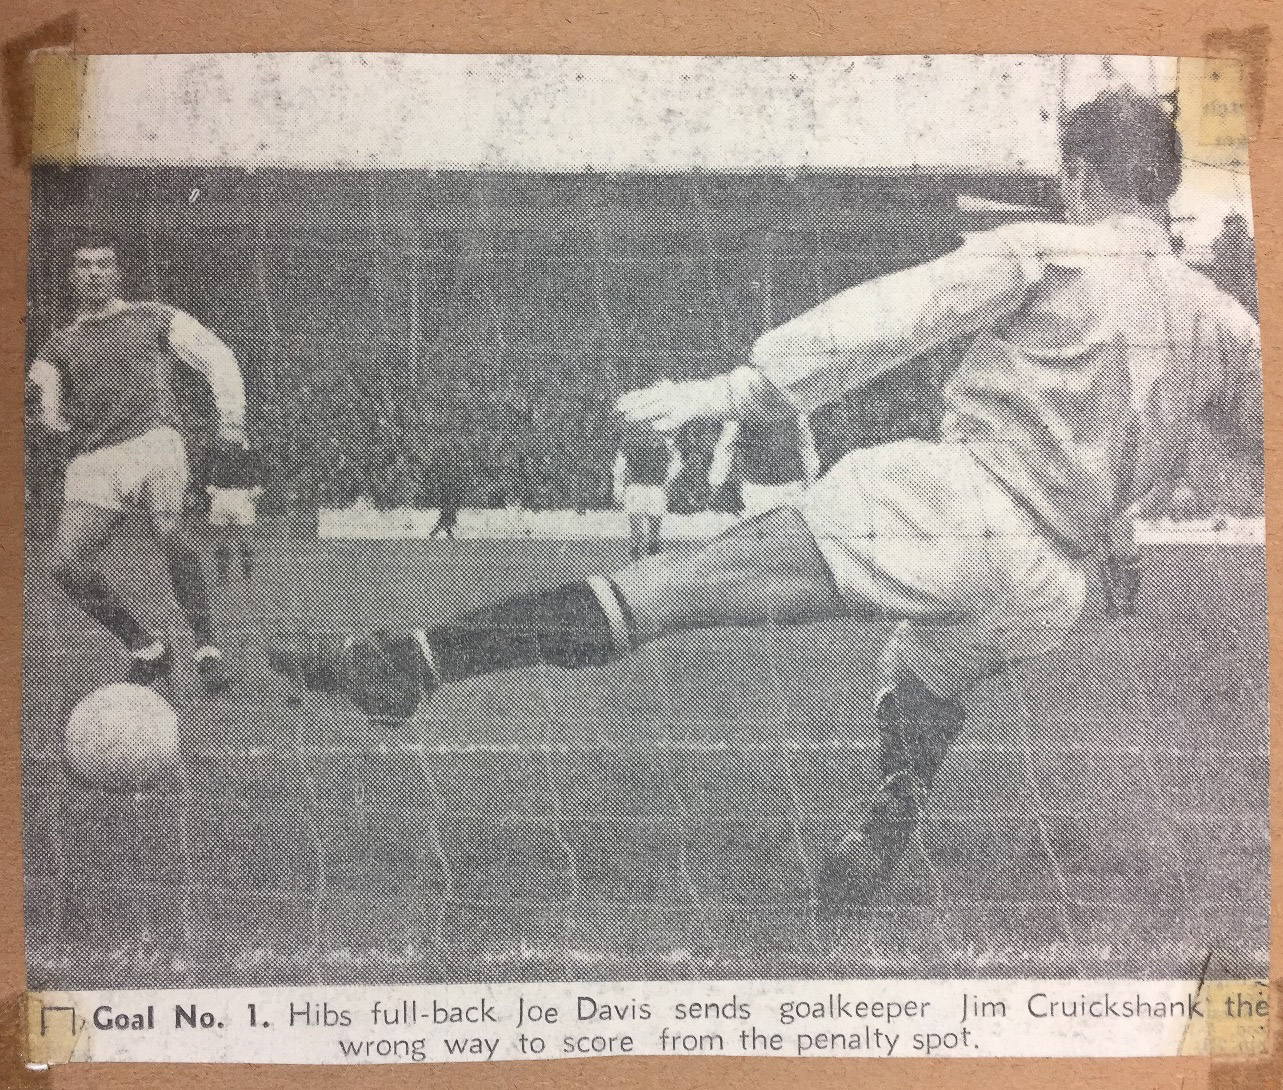 Goal No. 1. Hibs full-back Joe Davis sends goalkeeper Jim Cruickshank the
wrong way to score from the penalty spot.